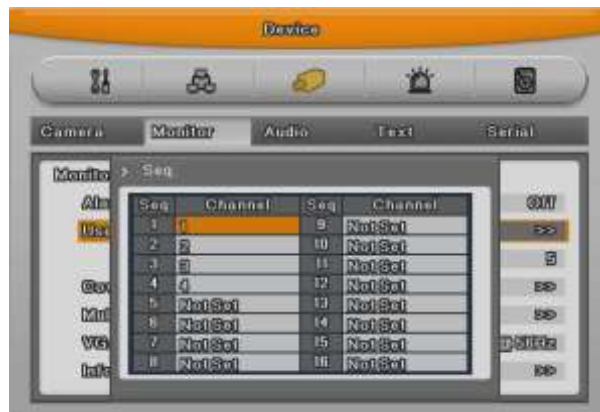 Device
Camera Monitor Audio Text Serial
Seq
Seq Channel Seq Channel
1 1 9 Not Set
2 2 10 Not Set
3 3 11 Not Set
4 4 12 Not Set
5 Not Set 13 Not Set
6 Not Set 14 Not Set
7 Not Set 15 Not Set
8 Not Set 16 Not Set
Off
>>
5
>>
>>
>>